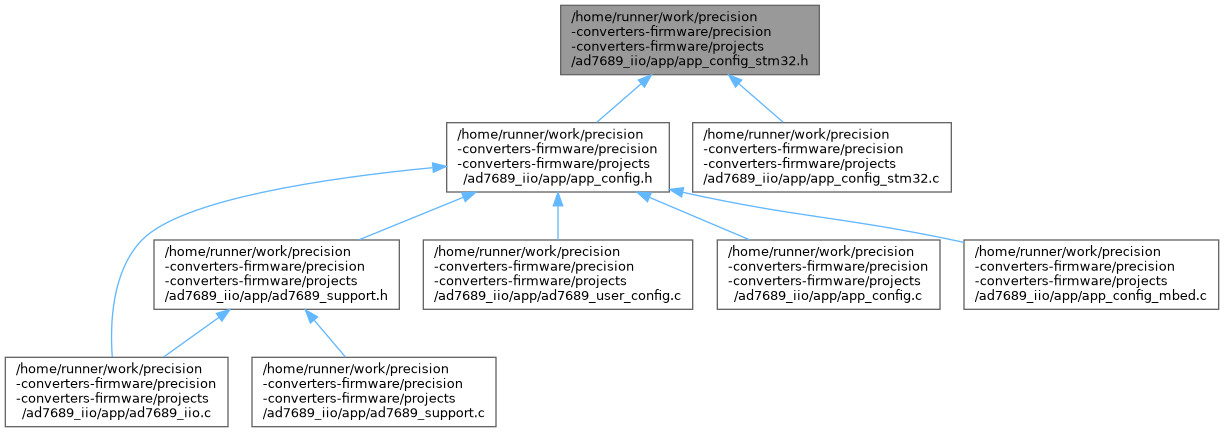 /home/runner/work/precision
-converters-firmware/precision
-converters-firmware/projects
/ad7689_iio/app/app_config_stm32.h
/home/runner/work/precision
-converters-firmware/precision
-converters-firmware/projects
/ad7689_iio/app/app_config.h
/home/runner/work/precision
-converters-firmware/precision
-converters-firmware/projects
/ad7689_iio/app/app_config_stm32.c
/home/runner/work/precision
-converters-firmware/precision
-converters-firmware/projects
/ad7689_iio/app/ad7689_support.h
/home/runner/work/precision
-converters-firmware/precision
-converters-firmware/projects
/ad7689_iio/app/ad7689_user_config.c
/home/runner/work/precision
-converters-firmware/precision
-converters-firmware/projects
/ad7689_iio/app/app_config.c
/home/runner/work/precision
-converters-firmware/precision
-converters-firmware/projects
/ad7689_iio/app/app_config_mbed.c
/home/runner/work/precision
-converters-firmware/precision
-converters-firmware/projects
/ad7689_iio/app/ad7689_iio.c
/home/runner/work/precision
-converters-firmware/precision
-converters-firmware/projects
/ad7689_iio/app/ad7689_support.c